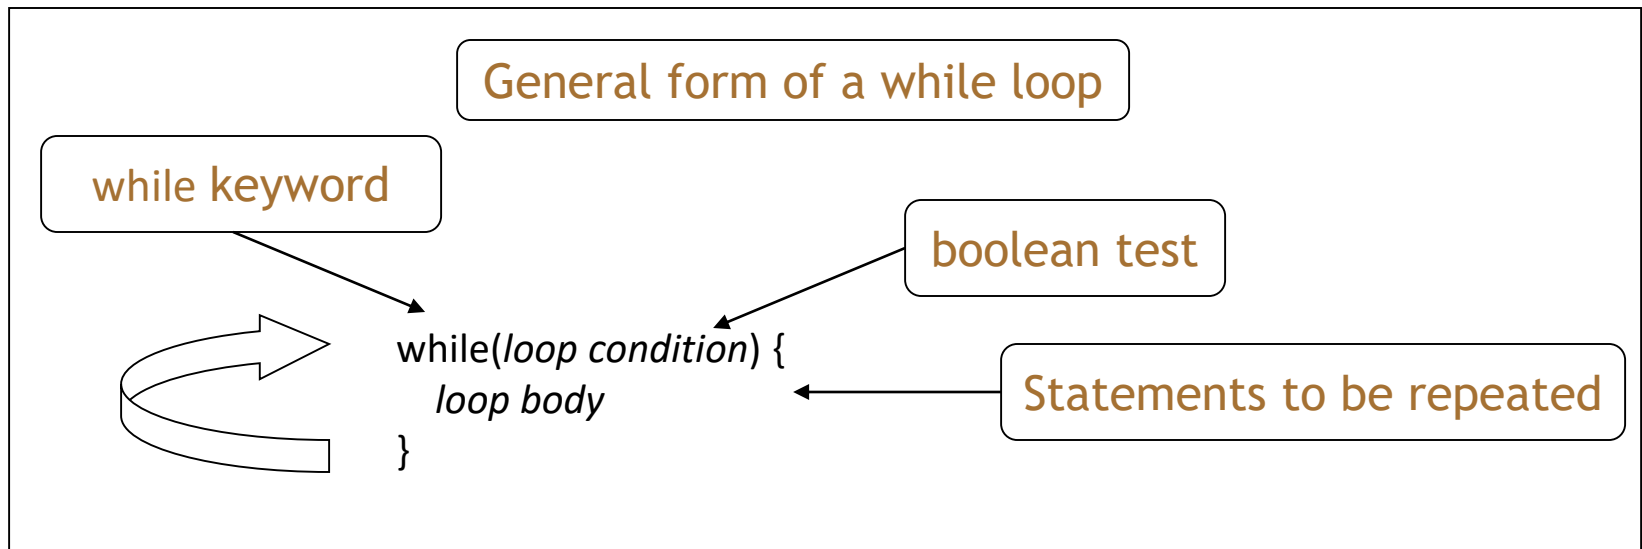 General form of a while loop
while keyword
boolean test
while(loop condition) {
loop body
}
Statements to be repeated